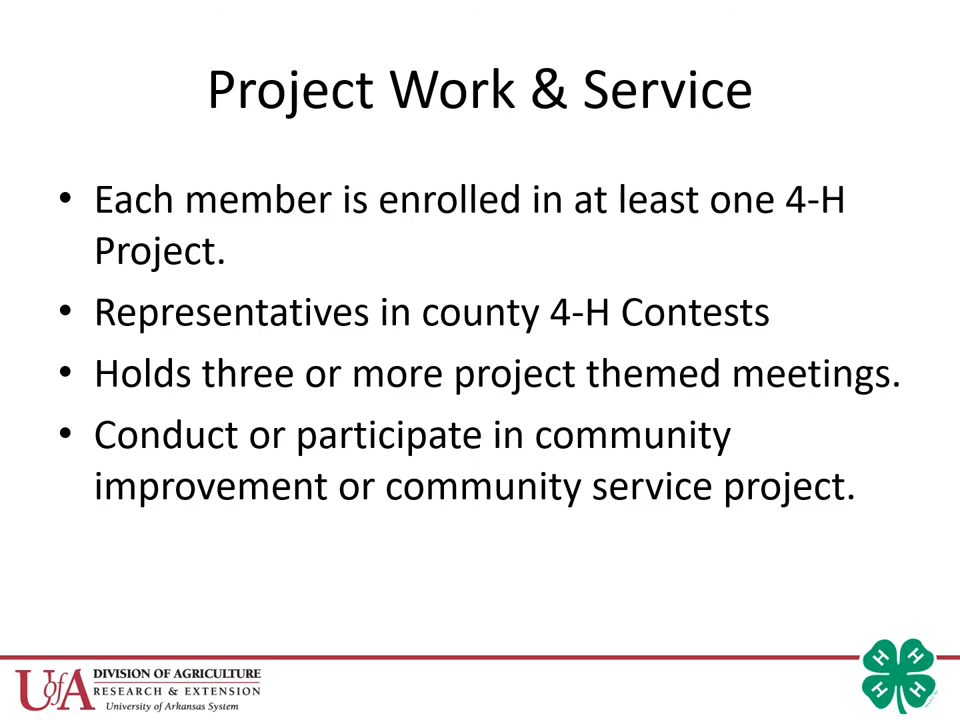 Project Work & Service
• Each member is enrolled in at least one 4-H
Project.
• Representatives in county 4-H Contests
• Holds three or more project themed meetings.
• Conduct or participate in community
improvement or community service project.
UofA
DIVISION OF AGRICULTURE
RESEARCH & EXTENSION
University of Arkansas System
H H
H H